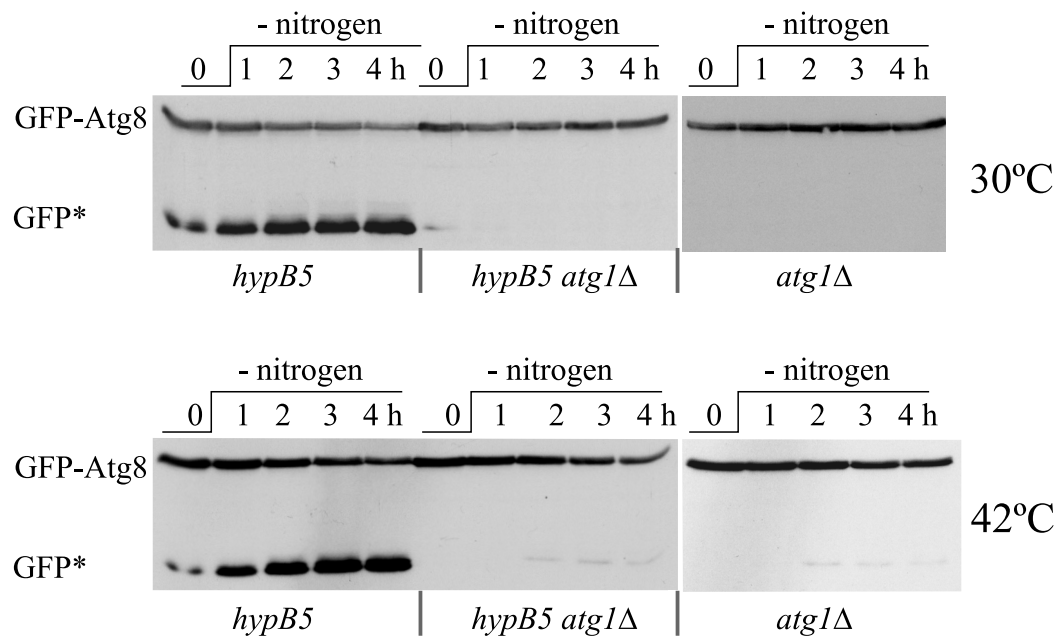 - nitrogen - nitrogen - nitrogen
0 1 2 3 4 h 0 1 2 3 4 h 0 1 2 3 4 h
GFP-Atg8
30ºC
GFP*
hypB5 hypB5 atg1Δ atg1Δ
- nitrogen - nitrogen - nitrogen
0 1 2 3 4 h 0 1 2 3 4 h 0 1 2 3 4 h
GFP-Atg8
42ºC
GFP*
hypB5 hypB5 atg1Δ atg1Δ